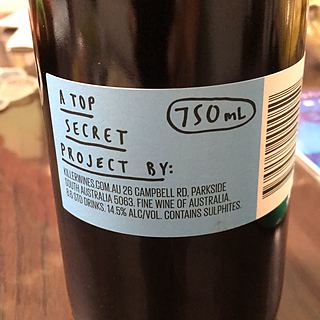 A TOP
SECRET
PROJECT BY:
750ML
KILLERWINES.COM.AU 26 CAMPBELL RD, PARKSIDE
SOUTH AUSTRALIA 5063. FINE WINE OF AUSTRALIA.
8.6 STD DRINKS. 14.5% ALC/VOL. CONTAINS SULPHITES.